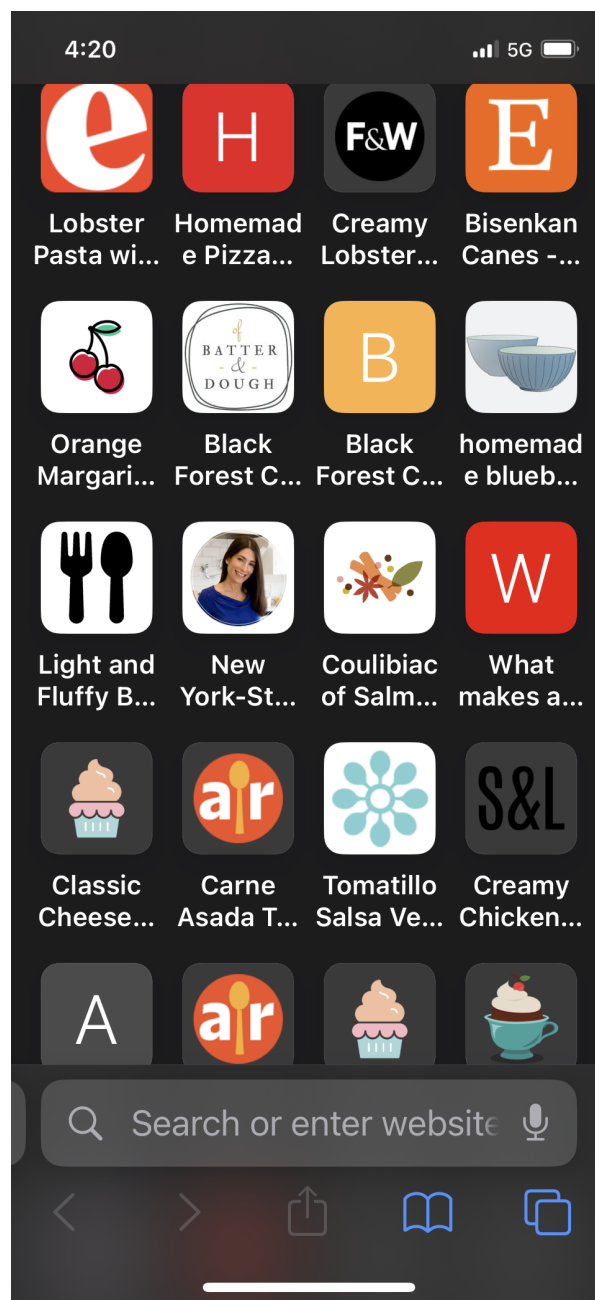 4:20 5G
e H F&W E
Lobster Homemad Creamy Bisenkan
Pasta wi... e Pizza... Lobster... Canes -...
of
BATTER
- & -
DOUGH
B
Orange Black Black homemad
Margari... Forest C... Forest C... e blueb...
W
Light and New Coulibiac What
Fluffy B... York-St... of Salm... makes a...
ar S&L
Classic Carne Tomatillo Creamy
Cheese... Asada T... Salsa Ve... Chicken...
A ar
Search or enter website